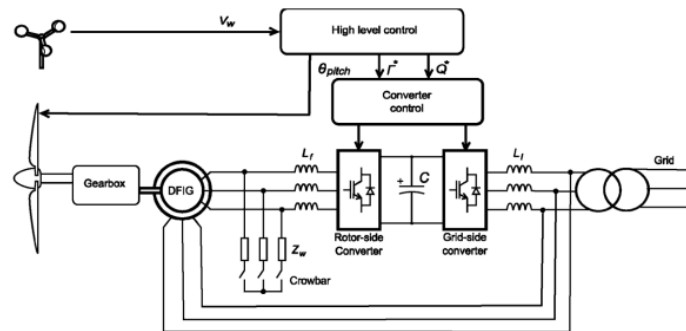 V_w
High level control
θ_pitch
Γ*
Q*
Converter
control
L_f
L_f
Grid
C
+
Gearbox
DFIG
Rotor-side
Converter
Grid-side
converter
Z_w
Crowbar